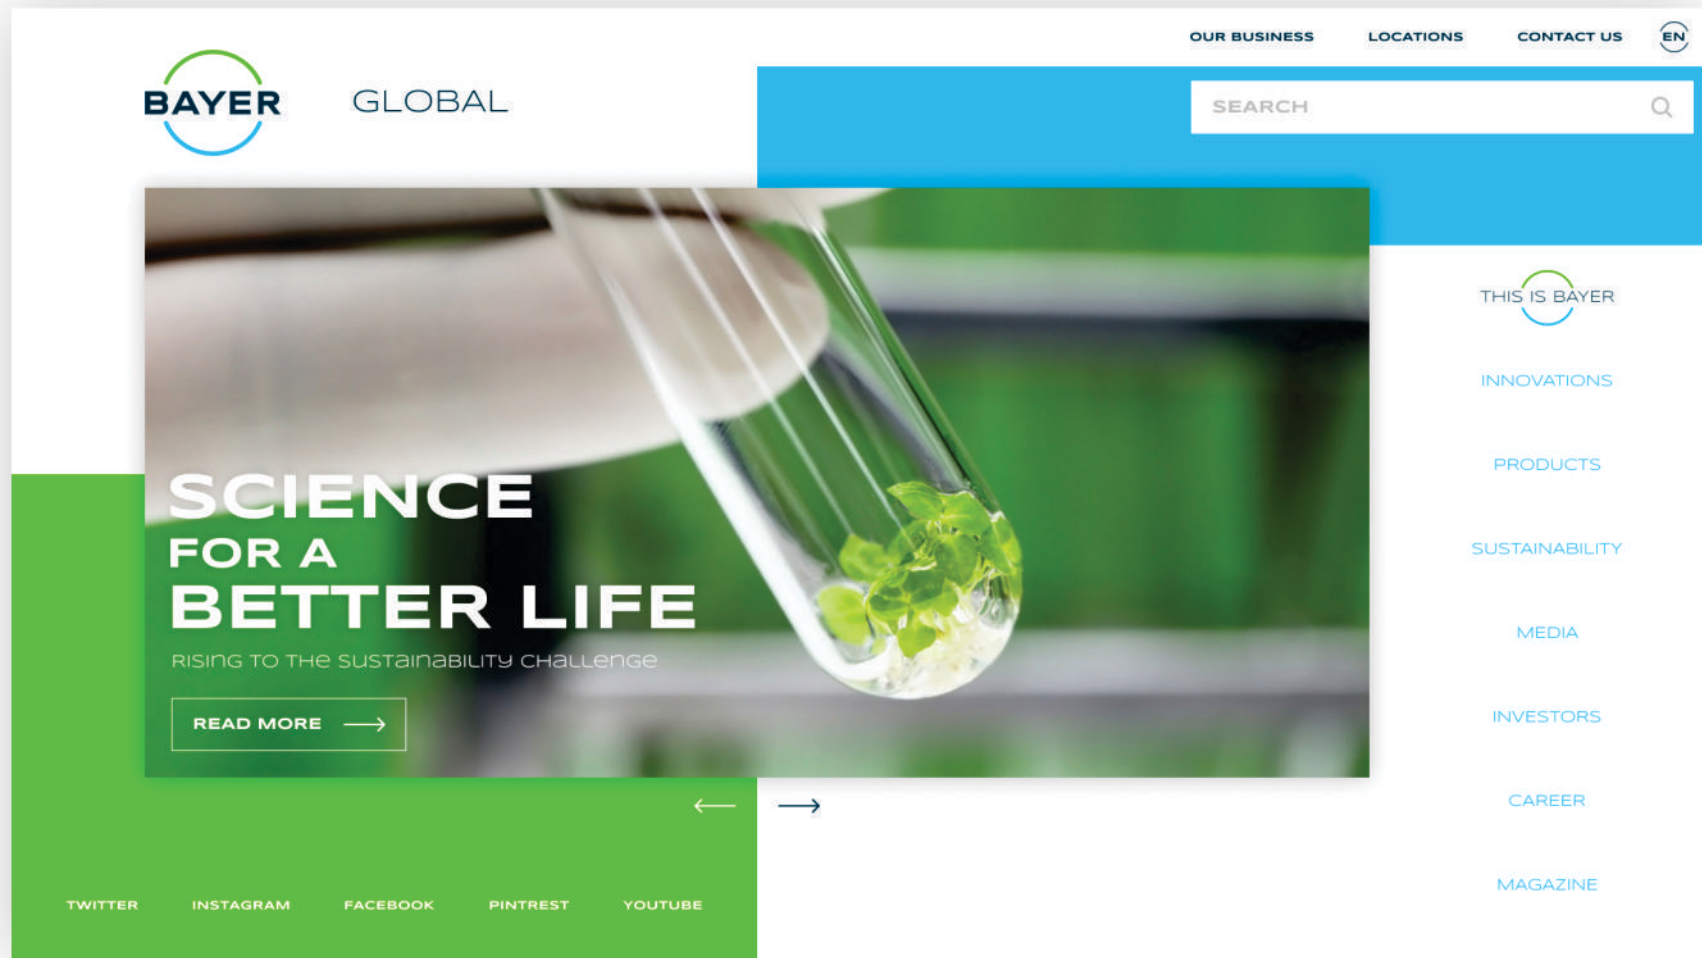 OUR BUSINESS LOCATIONS CONTACT US EN
BAYER GLOBAL
SEARCH
THIS IS BAYER
INNOVATIONS
PRODUCTS
SUSTAINABILITY
MEDIA
INVESTORS
CAREER
MAGAZINE
SCIENCE
FOR A
BETTER LIFE
RISING TO THE SUSTAINABILITY CHALLENGE
READ MORE
TWITTER INSTAGRAM FACEBOOK PINTREST YOUTUBE